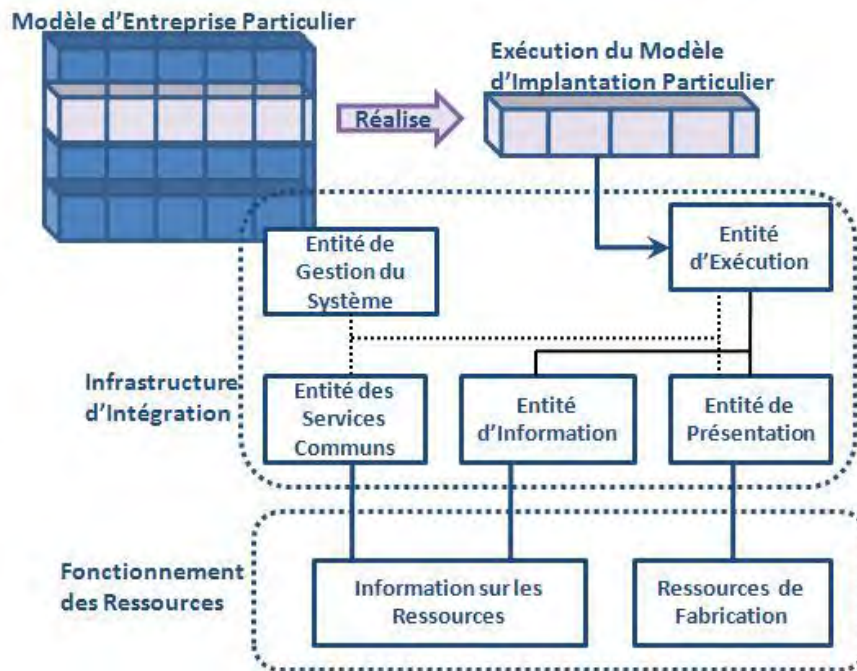 Modèle d'Entreprise Particulier
Exécution du Modèle
d'Implantation Particulier
Réalise
Entité de
Gestion du
Système
Entité
d'Exécution
Infrastructure
d'Intégration
Entité des
Services
Communs
Entité
d'Information
Entité de
Présentation
Fonctionnement
des Ressources
Information sur les
Ressources
Ressources de
Fabrication